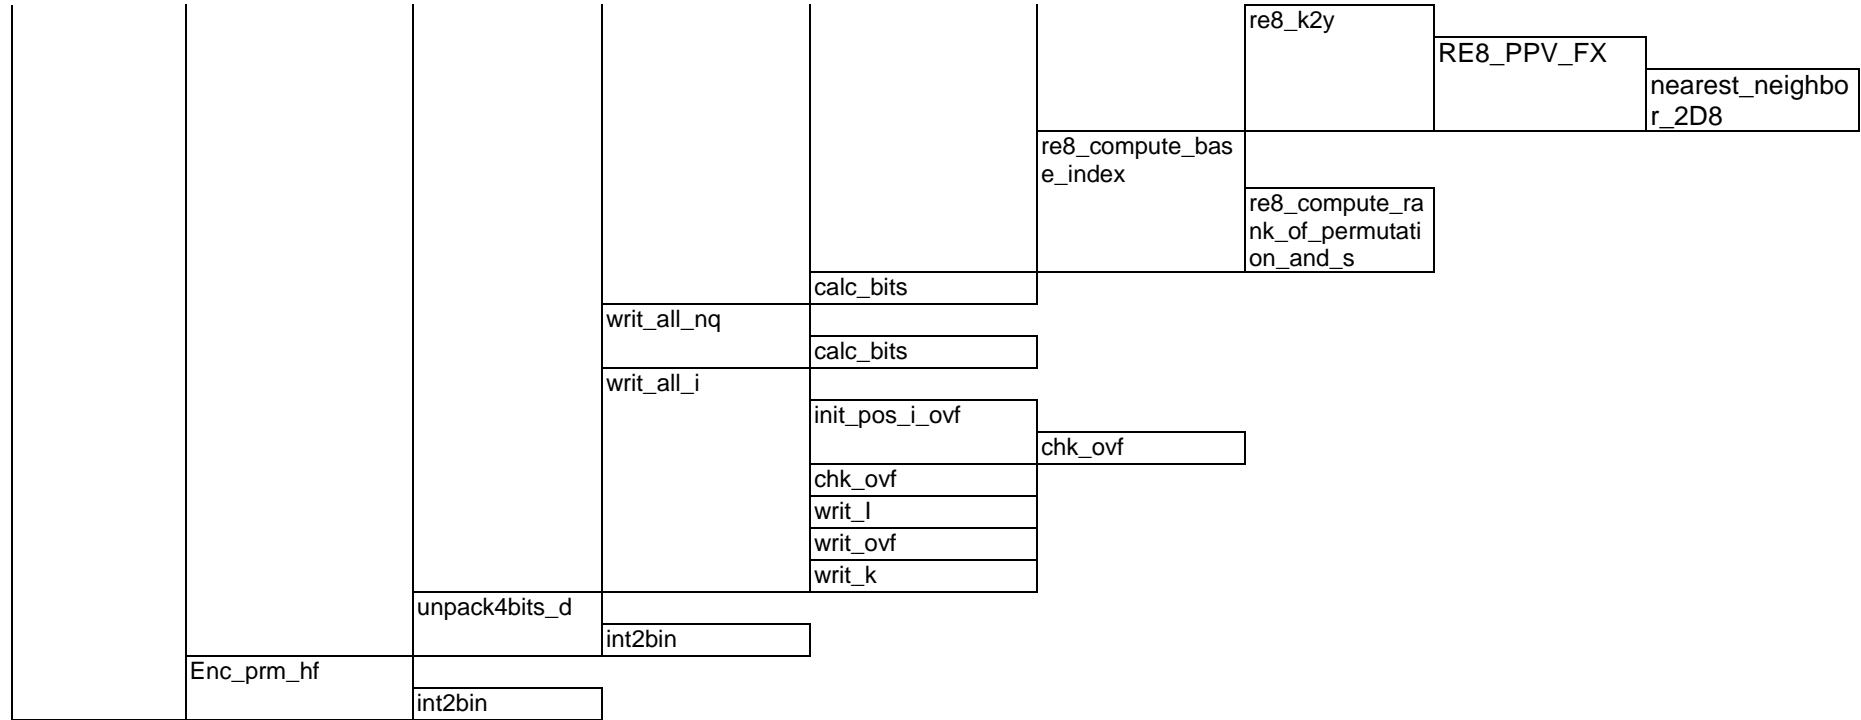 re8_k2y
RE8_PPV_FX
nearest_neighbo
r_2D8
re8_compute_bas
e_index
re8_compute_ra
nk_of_permutati
on_and_s
calc_bits
writ_all_nq
calc_bits
writ_all_i
init_pos_i_ovf
chk_ovf
chk_ovf
writ_I
writ_ovf
writ_k
unpack4bits_d
int2bin
Enc_prm_hf
int2bin